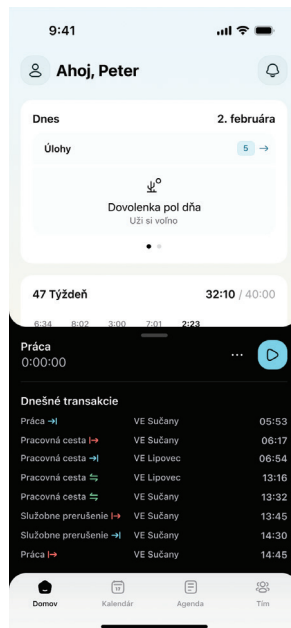 9:41
Ahoj, Peter
Dnes 2. februára
Úlohy 5 →
Dovolenka pol dňa
Uži si voľno
47 Týždeň 32:10 / 40:00
6:34 8:02 3:00 7:01 2:23
Práca
0:00:00 ...
Dnešné transakcie
Práca VE Sučany 05:53
Pracovná cesta VE Sučany 06:17
Pracovná cesta VE Lipovec 06:54
Pracovná cesta VE Lipovec 13:16
Pracovná cesta VE Sučany 13:32
Služobne prerušenie VE Sučany 13:45
Služobne prerušenie VE Sučany 14:30
Práca VE Sučany 14:45
17
Domov Kalendár Agenda Tím